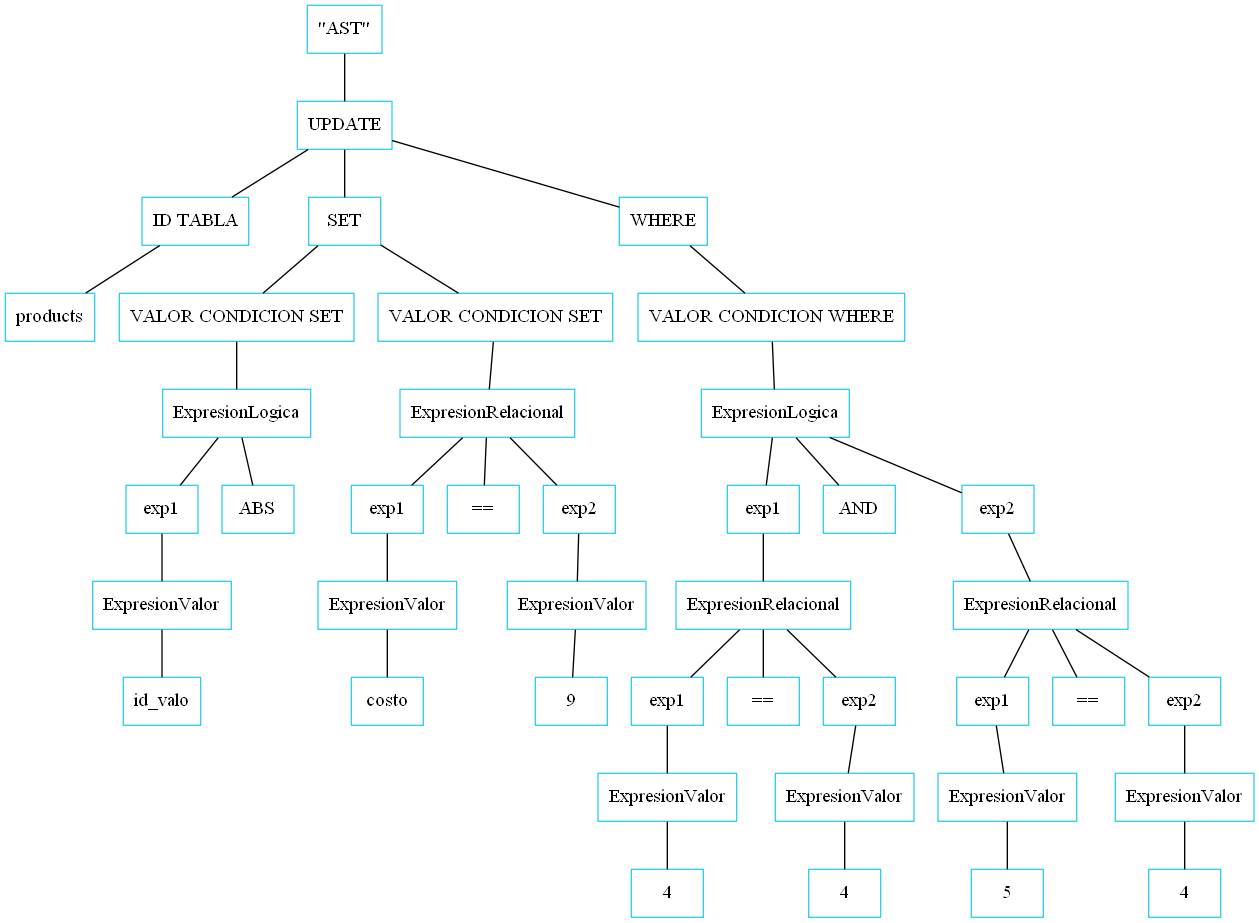 "AST"
UPDATE
ID TABLA
SET
WHERE
products
VALOR CONDICION SET
VALOR CONDICION SET
VALOR CONDICION WHERE
ExpresionLogica
ExpresionRelacional
ExpresionLogica
exp1
ABS
exp1
==
exp2
exp1
AND
exp2
ExpresionValor
ExpresionValor
ExpresionValor
ExpresionRelacional
ExpresionRelacional
id_valo
costo
9
exp1
==
exp2
exp1
==
exp2
ExpresionValor
ExpresionValor
ExpresionValor
ExpresionValor
4
4
5
4